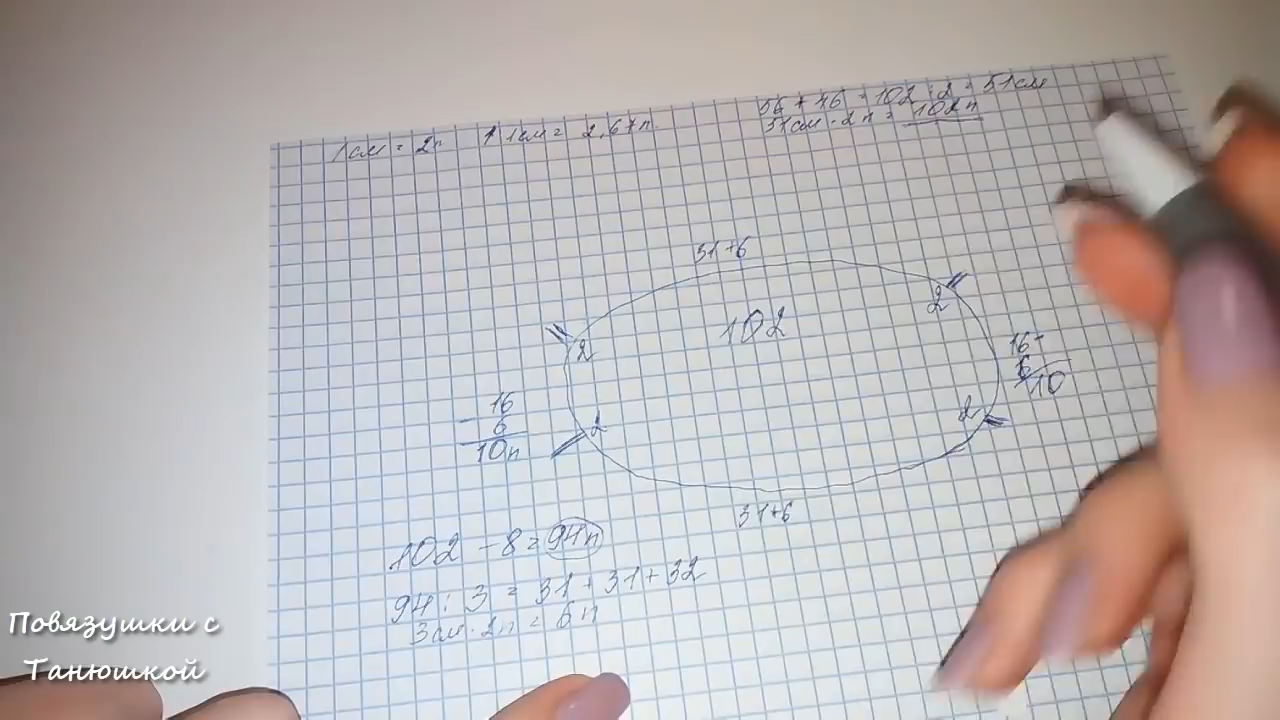 1см = 2п 1 1см = 2,67п.
56 + 46 = 102 : 2 = 51см
51см · 2п = 102п
31+6
2
102
2
16-
6
10
2
2
16
- 6
10п
31+6
102 - 8 = 94п
94 : 3 = 31 + 31 + 32
3см · 2п = 6п
Повязушки с
Танюшкой